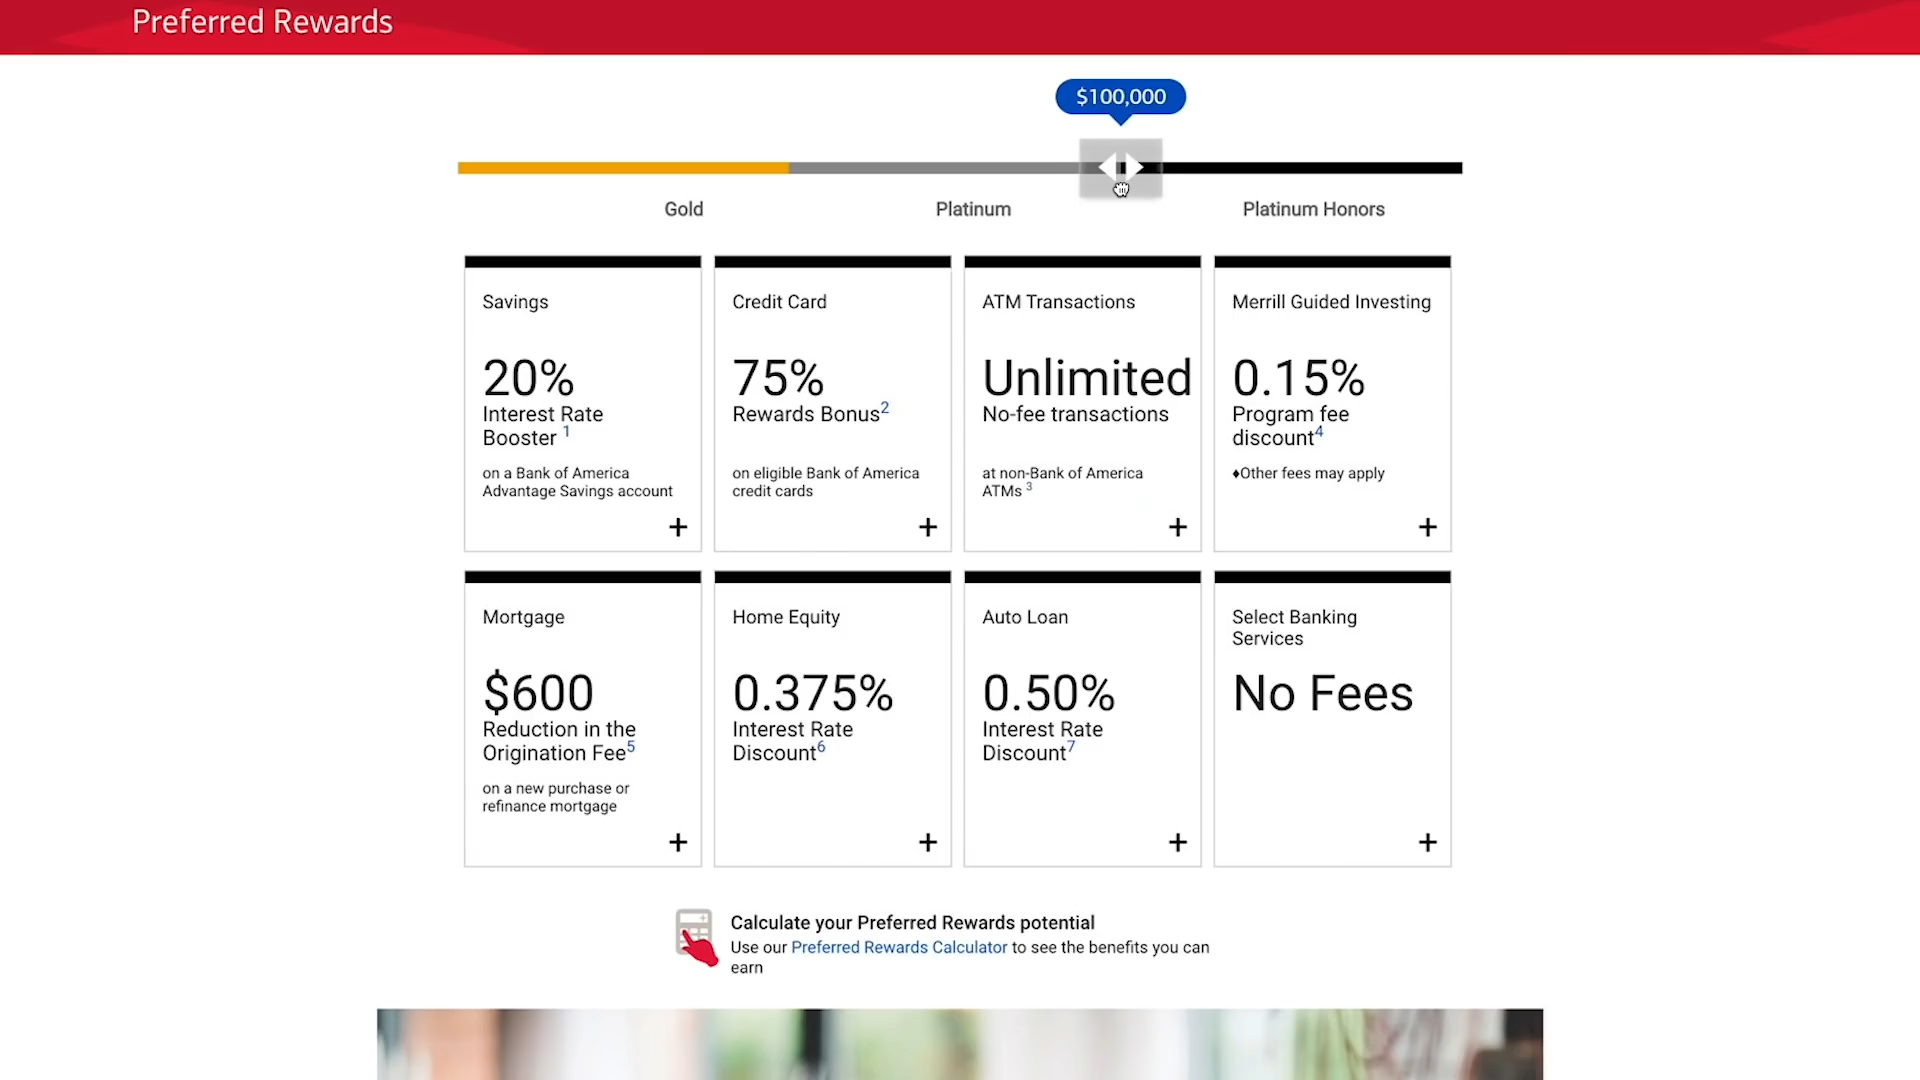 Preferred Rewards
$100,000
Gold
Platinum
Platinum Honors
Savings
20%
Interest Rate
Booster 1
on a Bank of America
Advantage Savings account
+
Credit Card
75%
Rewards Bonus2
on eligible Bank of America
credit cards
+
ATM Transactions
Unlimited
No-fee transactions
at non-Bank of America
ATMs 3
+
Merrill Guided Investing
0.15%
Program fee
discount4
♦Other fees may apply
+
Mortgage
$600
Reduction in the
Origination Fee5
on a new purchase or
refinance mortgage
+
Home Equity
0.375%
Interest Rate
Discount6
+
Auto Loan
0.50%
Interest Rate
Discount7
+
Select Banking
Services
No Fees
+
Calculate your Preferred Rewards potential
Use our Preferred Rewards Calculator to see the benefits you can
earn